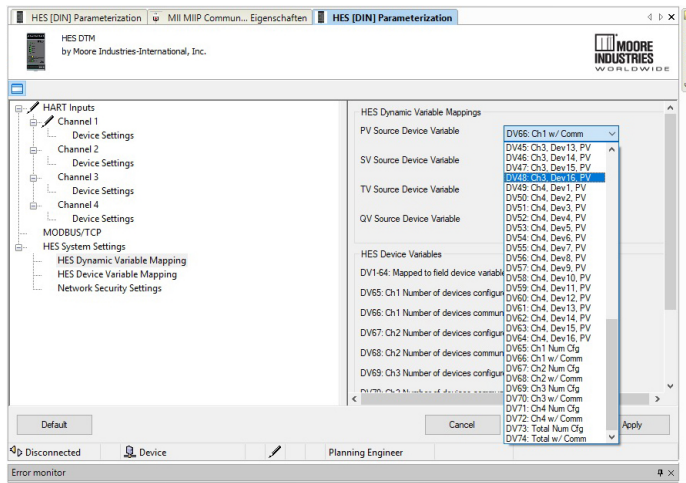 HES [DIN] Parameterization
MII MIIP Commun... Eigenschaften
HES [DIN] Parameterization
HES DTM
by Moore Industries-International, Inc.
MOORE
INDUSTRIES
WORLDWIDE
HART Inputs
Channel 1
Device Settings
Channel 2
Device Settings
Channel 3
Device Settings
Channel 4
Device Settings
MODBUS/TCP
HES System Settings
HES Dynamic Variable Mapping
HES Device Variable Mapping
Network Security Settings
HES Dynamic Variable Mappings
PV Source Device Variable
SV Source Device Variable
TV Source Device Variable
QV Source Device Variable
HES Device Variables
DV1-64: Mapped to field device variable
DV65: Ch1 Number of devices configur
DV66: Ch1 Number of devices commun
DV67: Ch2 Number of devices configur
DV68: Ch2 Number of devices commun
DV69: Ch3 Number of devices configur
DV66: Ch1 w/ Comm
DV45: Ch3, Dev13, PV
DV46: Ch3, Dev14, PV
DV47: Ch3, Dev15, PV
DV48: Ch3, Dev16, PV
DV49: Ch4, Dev1, PV
DV50: Ch4, Dev2, PV
DV51: Ch4, Dev3, PV
DV52: Ch4, Dev4, PV
DV53: Ch4, Dev5, PV
DV54: Ch4, Dev6, PV
DV55: Ch4, Dev7, PV
DV56: Ch4, Dev8, PV
DV57: Ch4, Dev9, PV
DV58: Ch4, Dev10, PV
DV59: Ch4, Dev11, PV
DV60: Ch4, Dev12, PV
DV61: Ch4, Dev13, PV
DV62: Ch4, Dev14, PV
DV63: Ch4, Dev15, PV
DV64: Ch4, Dev16, PV
DV65: Ch1 Num Cfg
DV66: Ch1 w/ Comm
DV67: Ch2 Num Cfg
DV68: Ch2 w/ Comm
DV69: Ch3 Num Cfg
DV70: Ch3 w/ Comm
DV71: Ch4 Num Cfg
DV72: Ch4 w/ Comm
DV73: Total Num Cfg
DV74: Total w/ Comm
Default
Cancel
Apply
Disconnected
Device
Planning Engineer
Error monitor